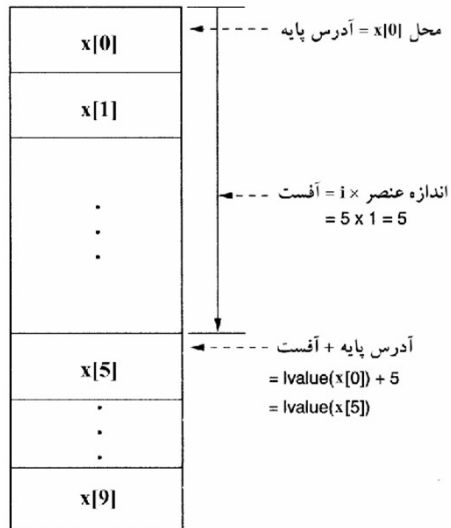 x[0]
محل x[0] = آدرس پایه
x[1]
.
.
.
اندازه عنصر × i = آفست
= 5 x 1 = 5
آدرس پایه + آفست
x[5]
= lvalue(x[0]) + 5
= lvalue(x[5])
.
.
.
x[9]